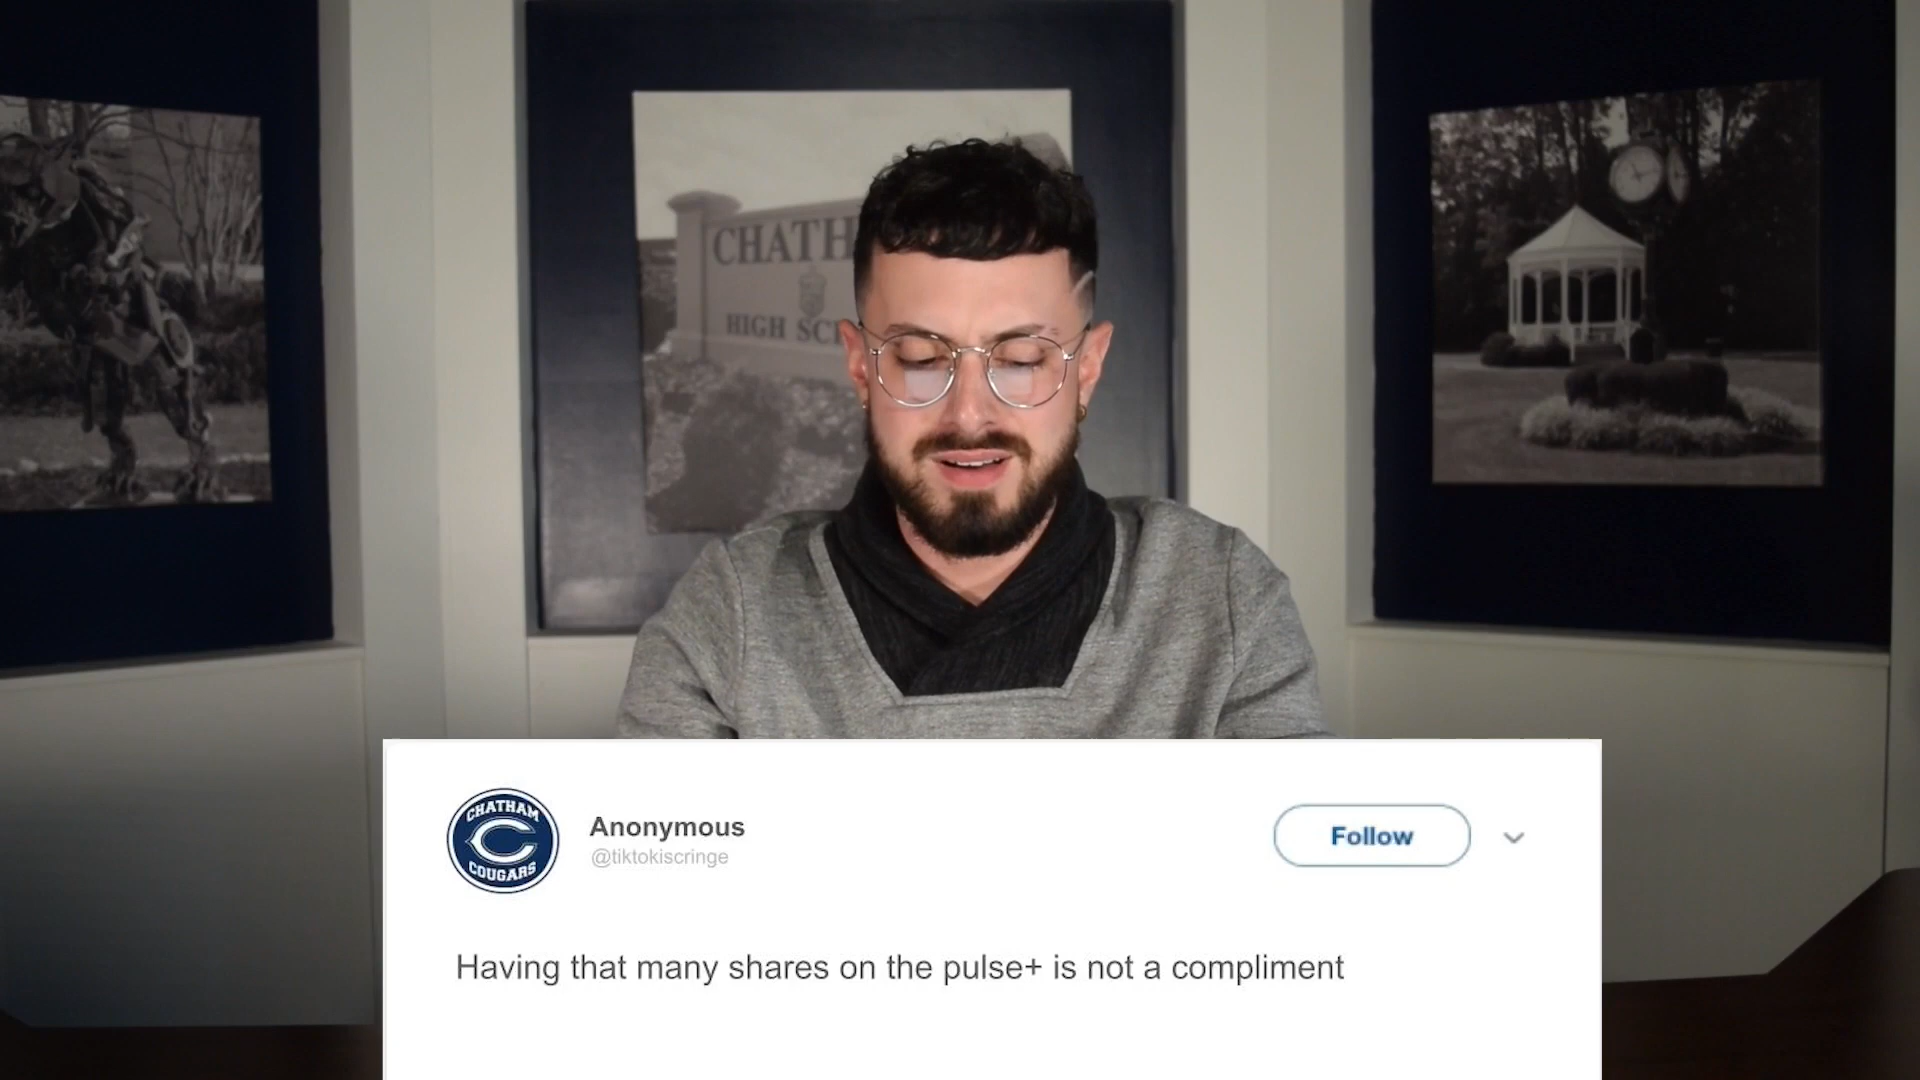 CHATH
HIGH SC
CHATHAM
C
COUGARS
Anonymous
@tiktokiscringe
Follow
Having that many shares on the pulse+ is not a compliment